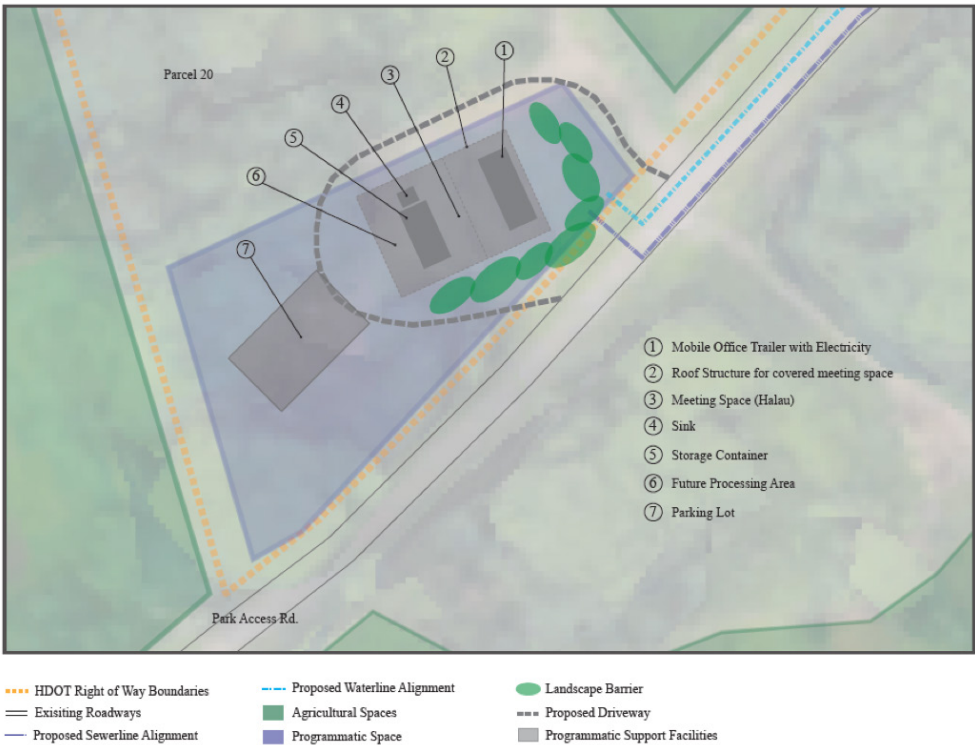 Parcel 20
1
2
3
4
5
6
7
① Mobile Office Trailer with Electricity
② Roof Structure for covered meeting space
③ Meeting Space (Halau)
④ Sink
⑤ Storage Container
⑥ Future Processing Area
⑦ Parking Lot
Park Access Rd.
HDOT Right of Way Boundaries
Exisiting Roadways
Proposed Sewerline Alignment
Proposed Waterline Alignment
Agricultural Spaces
Programmatic Space
Landscape Barrier
Proposed Driveway
Programmatic Support Facilities